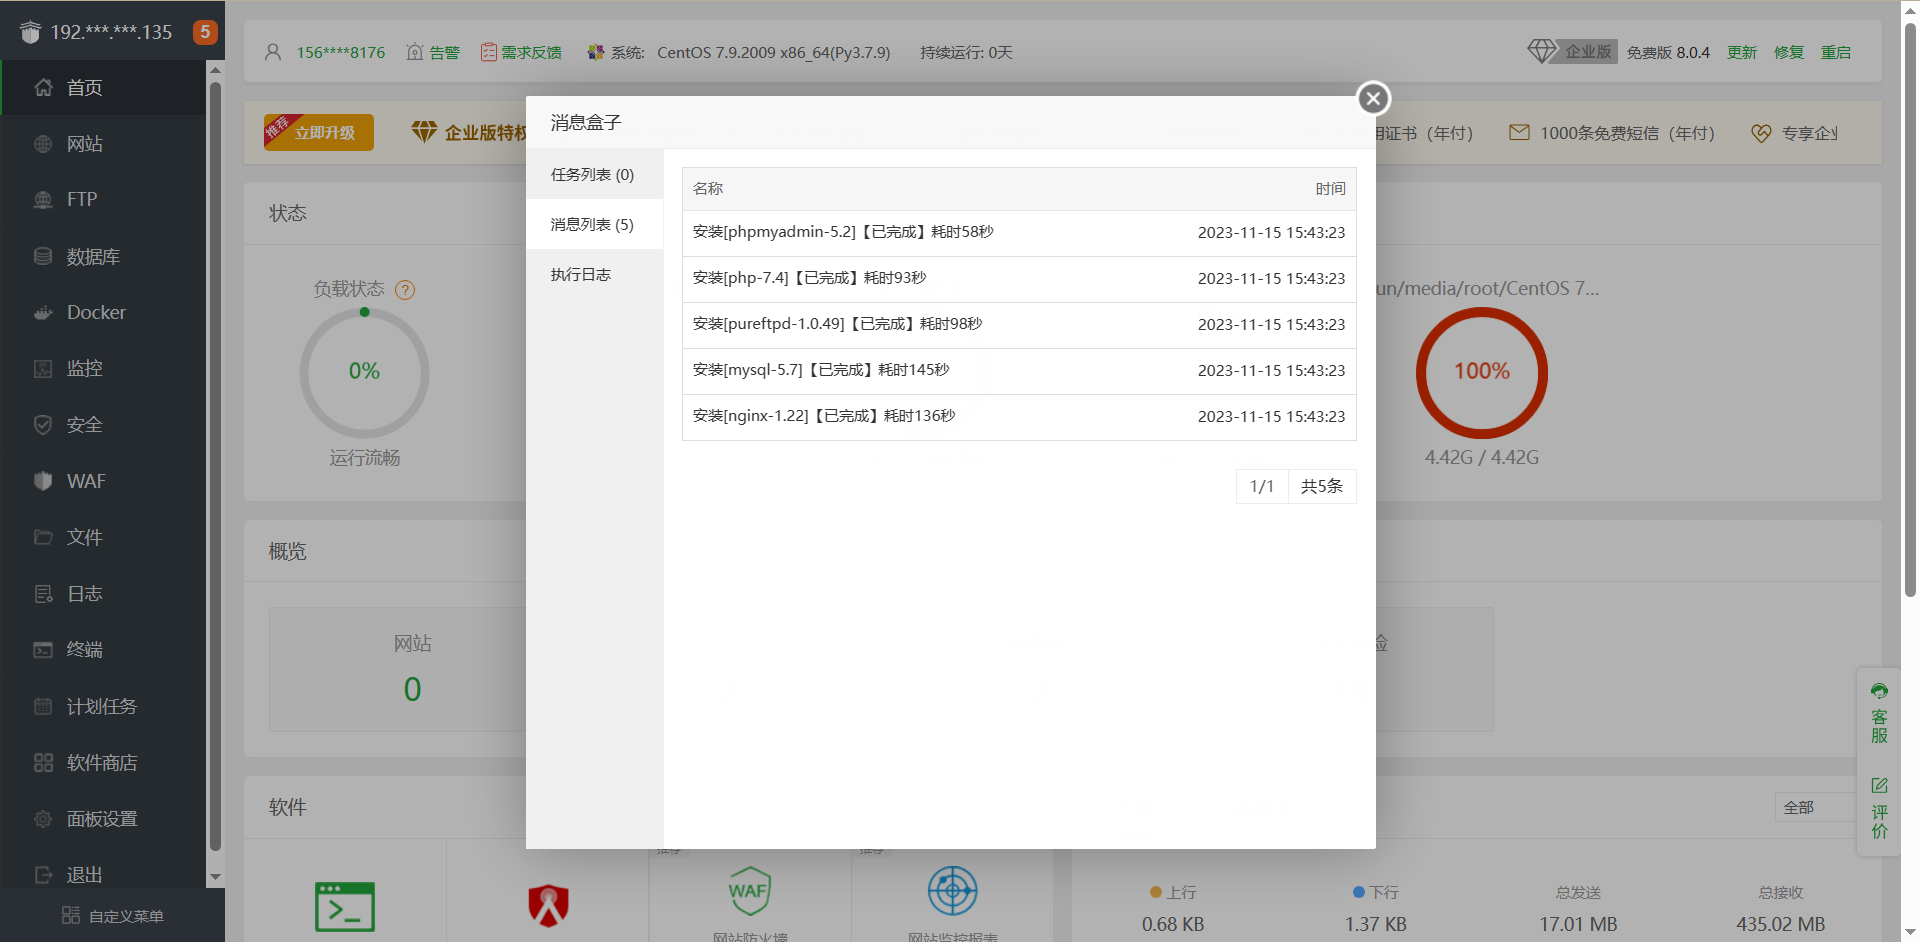 192.***.***.135
5
首页
网站
FTP
数据库
Docker
监控
安全
WAF
文件
日志
终端
计划任务
软件商店
面板设置
退出
自定义菜单
156****8176 告警 需求反馈 系统: CentOS 7.9.2009 x86_64(Py3.7.9) 持续运行: 0天
企业版 免费版 8.0.4 更新 修复 重启
推荐 立即升级 企业版特权
用证书（年付） 1000条免费短信（年付） 专享企业
状态
负载状态 ?
0%
运行流畅
un/media/root/CentOS 7...
100%
4.42G / 4.42G
概览
网站
0
险
软件
全部
消息盒子
任务列表 (0)
消息列表 (5)
执行日志
名称 时间
安装[phpmyadmin-5.2]【已完成】耗时58秒 2023-11-15 15:43:23
安装[php-7.4]【已完成】耗时93秒 2023-11-15 15:43:23
安装[pureftpd-1.0.49]【已完成】耗时98秒 2023-11-15 15:43:23
安装[mysql-5.7]【已完成】耗时145秒 2023-11-15 15:43:23
安装[nginx-1.22]【已完成】耗时136秒 2023-11-15 15:43:23
1/1 共5条
推荐
WAF
网站防火墙
推荐
网站监控报表
上行
0.68 KB
下行
1.37 KB
总发送
17.01 MB
总接收
435.02 MB
客服
评价